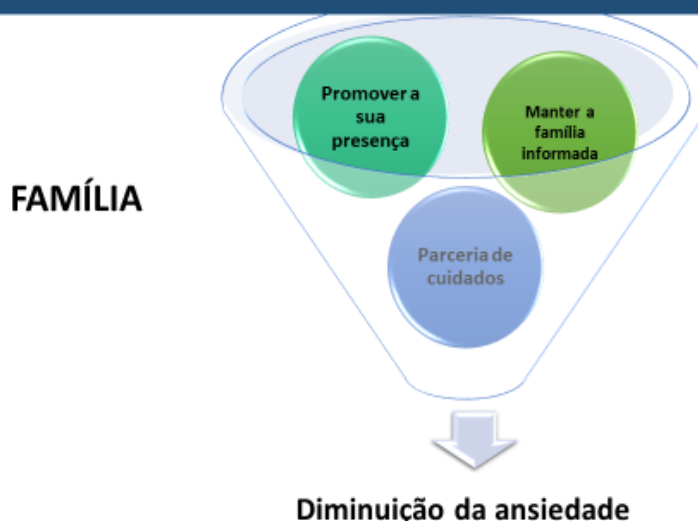 Promover a
sua
presença
Manter a
família
informada
FAMÍLIA
Parceria de
cuidados
Diminuição da ansiedade